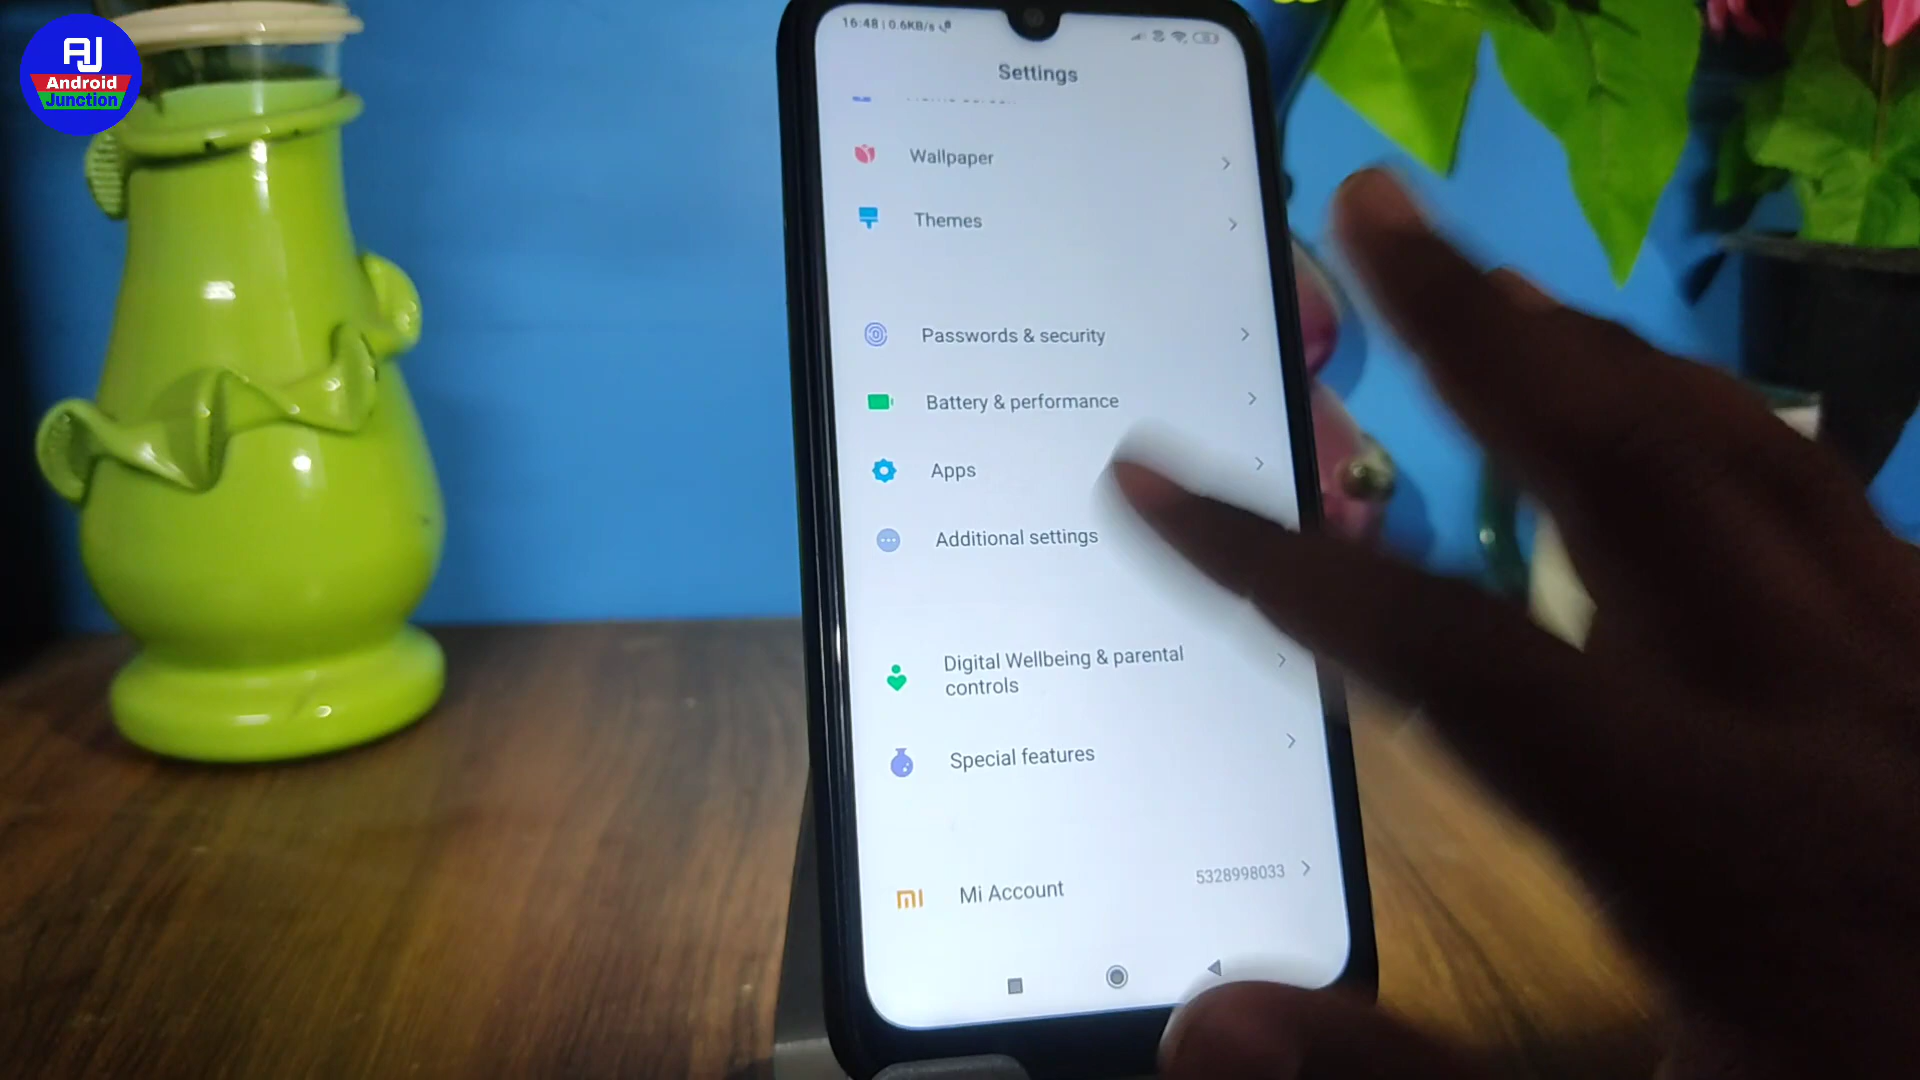 AJ
Android
Junction
16:48 | 0.6KB/s
Settings
Wallpaper
Themes
Passwords & security
Battery & performance
Apps
Additional settings
Digital Wellbeing & parental
controls
Special features
Mi Account 5328998033